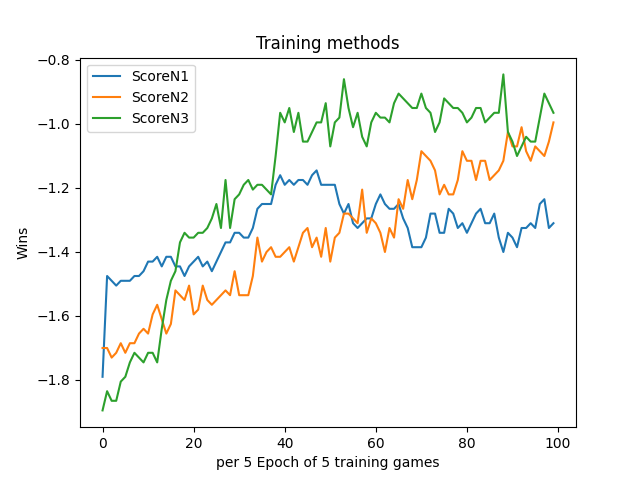 Training methods
ScoreN1
ScoreN2
ScoreN3
−0.8
−1.0
−1.2
−1.4
−1.6
−1.8
Wins
0 20 40 60 80 100
per 5 Epoch of 5 training games